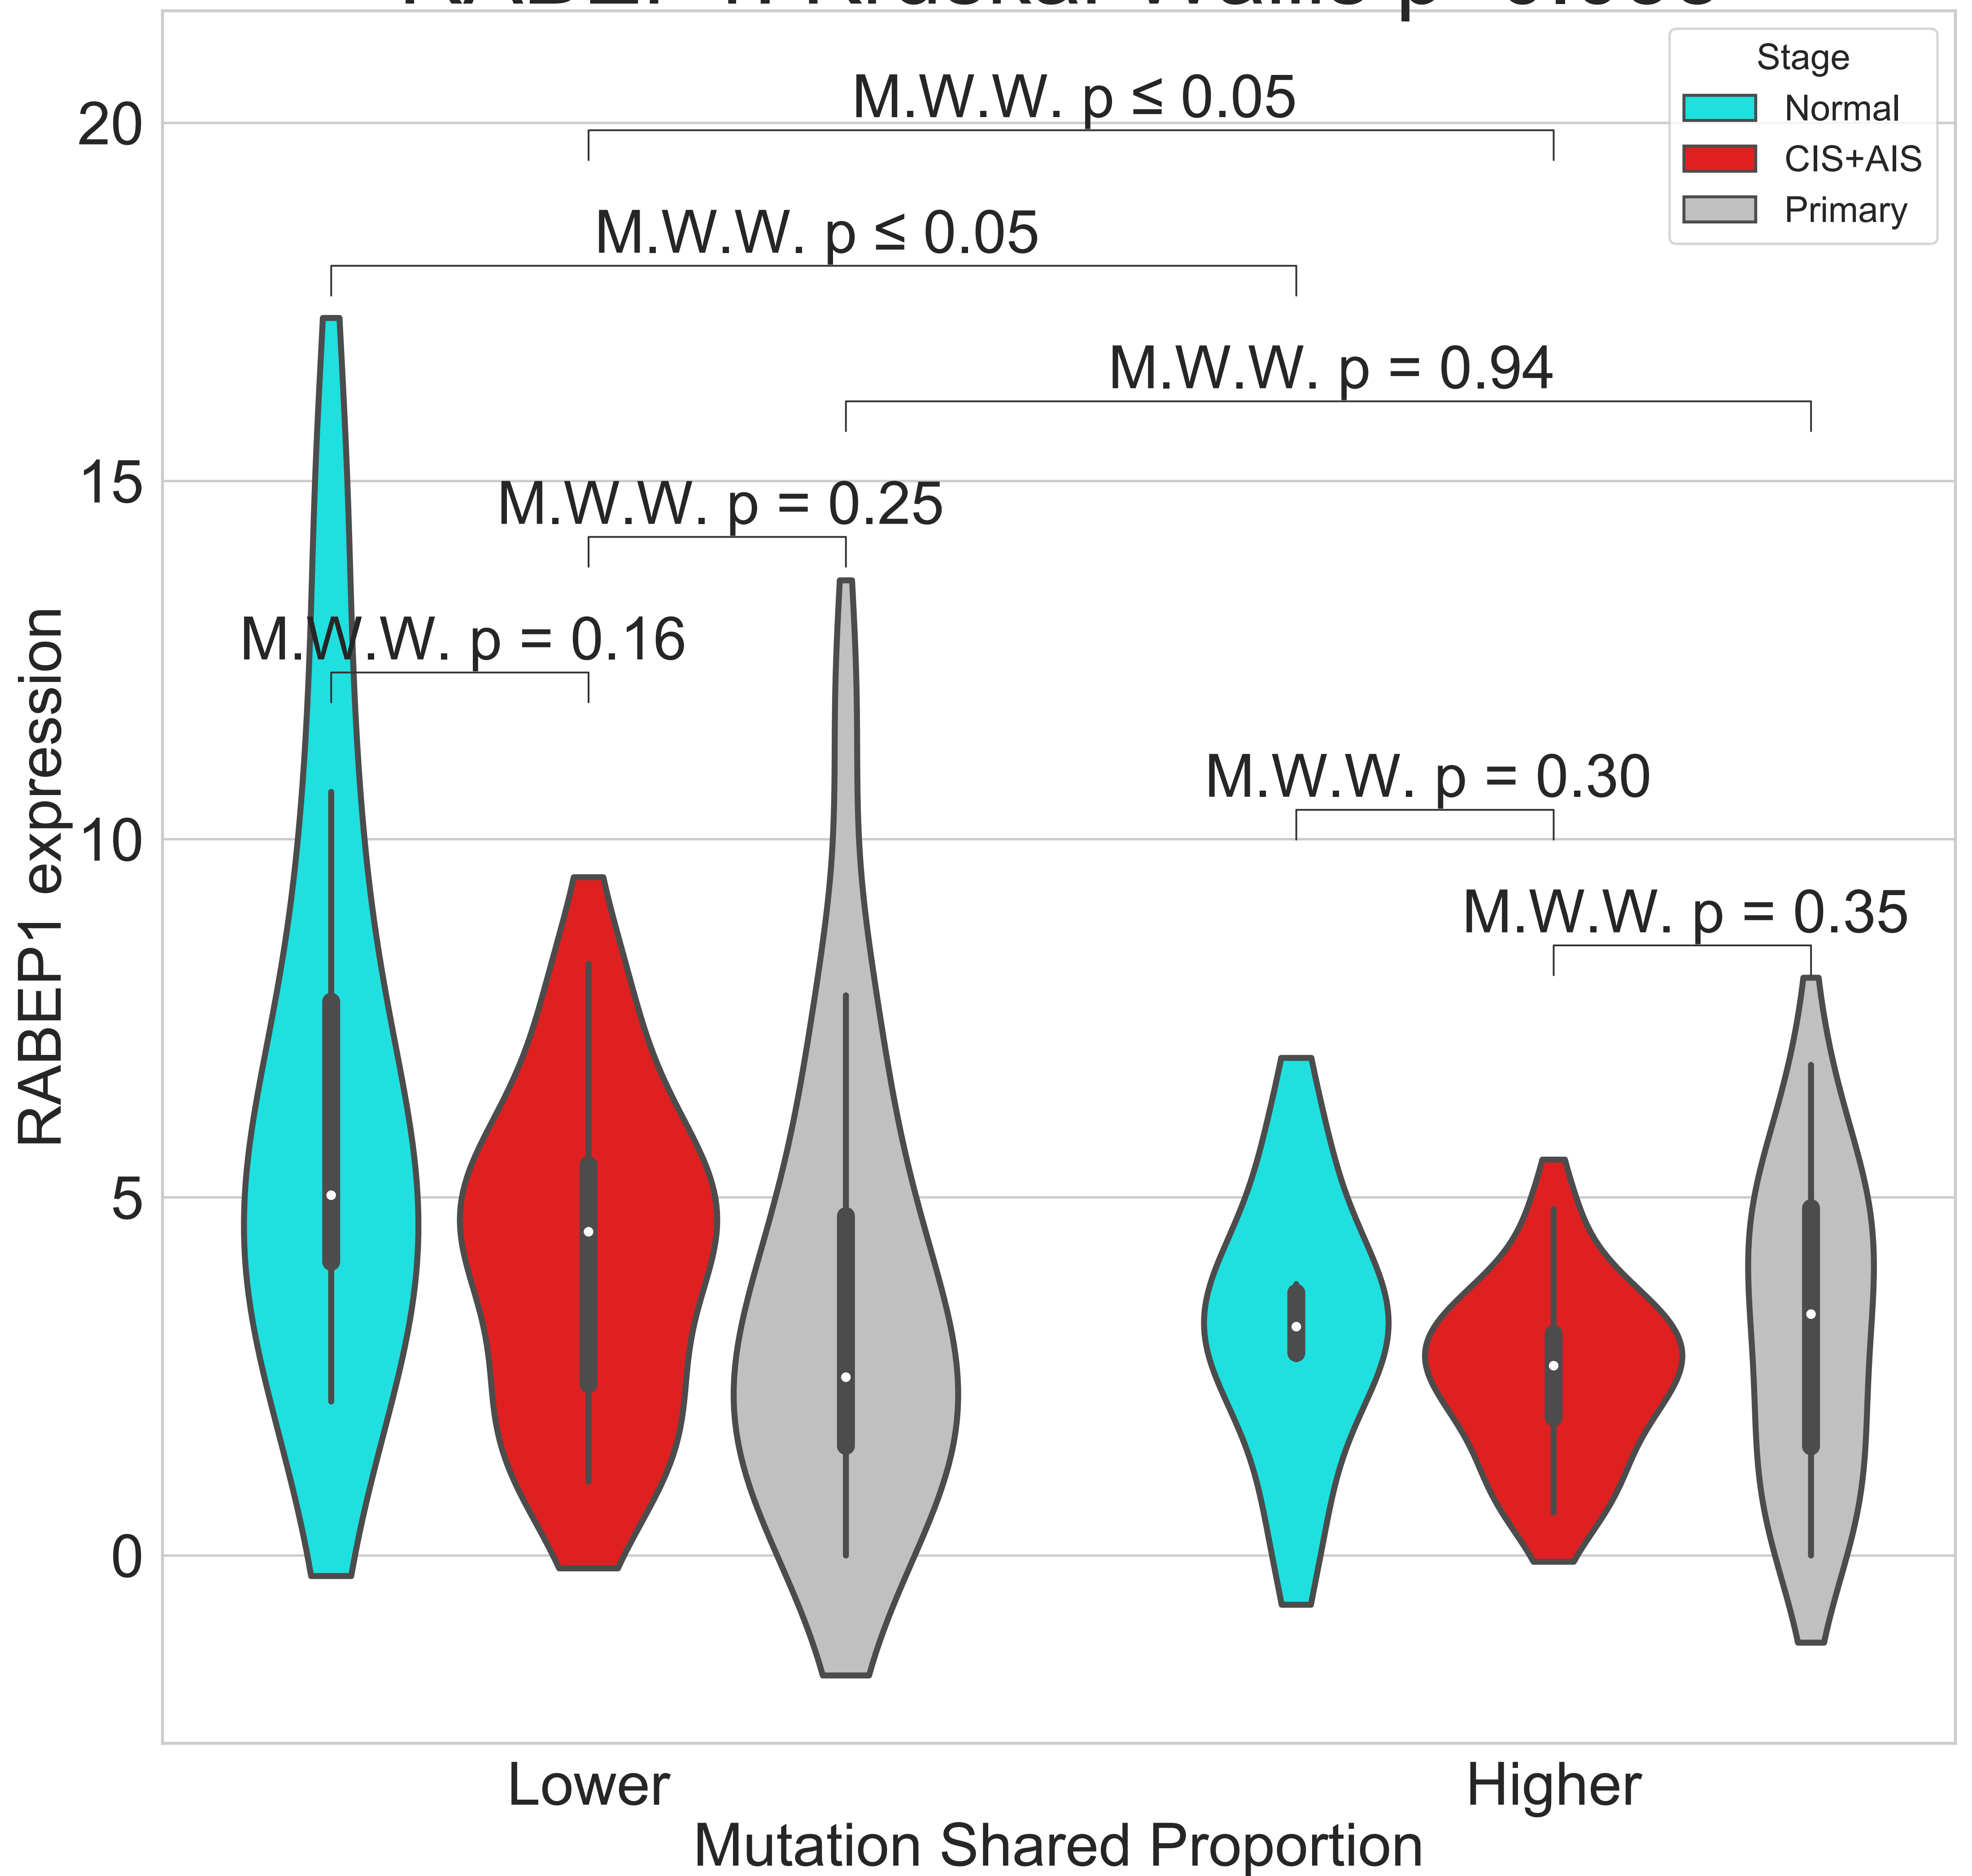 Stage
Normal
CIS+AIS
Primary
M.W.W. p ≤ 0.05
M.W.W. p ≤ 0.05
M.W.W. p = 0.94
M.W.W. p = 0.25
M.W.W. p = 0.16
M.W.W. p = 0.30
M.W.W. p = 0.35
20
15
10
5
0
RABEP1 expression
Lower
Higher
Mutation Shared Proportion